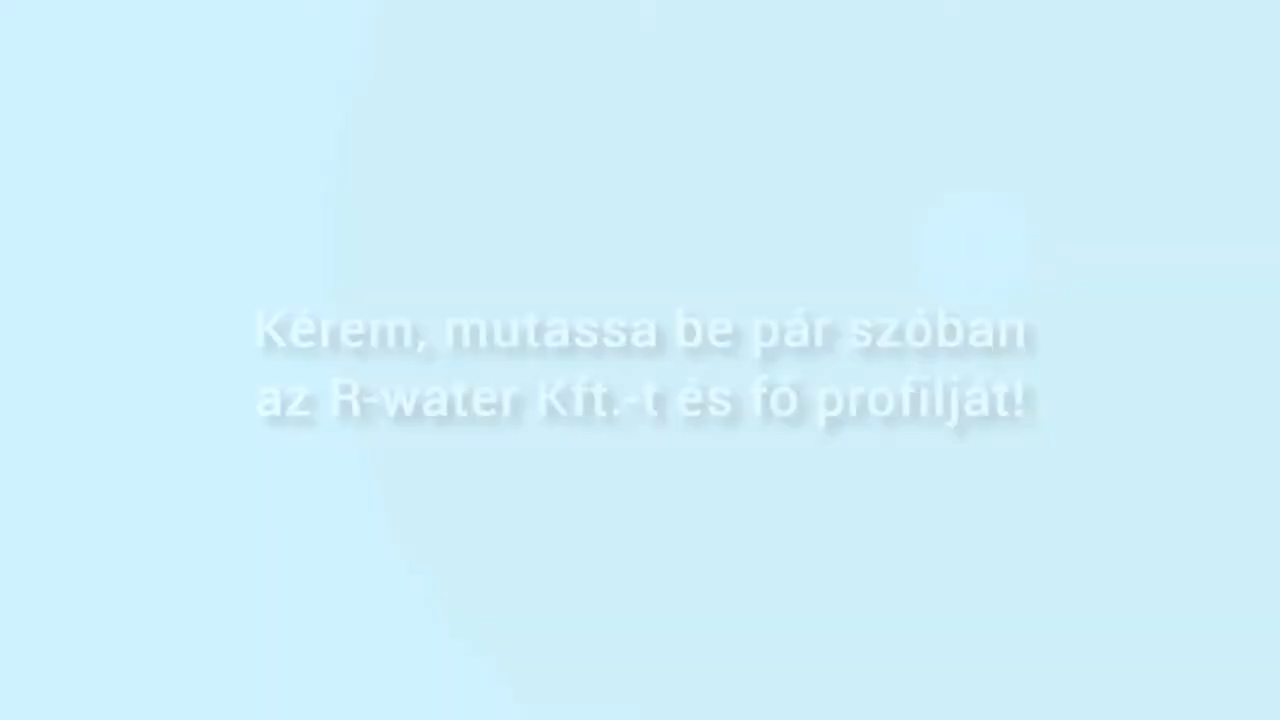 Kérem, mutassa be pár szóban
az R-water Kft.-t és fő profilját!